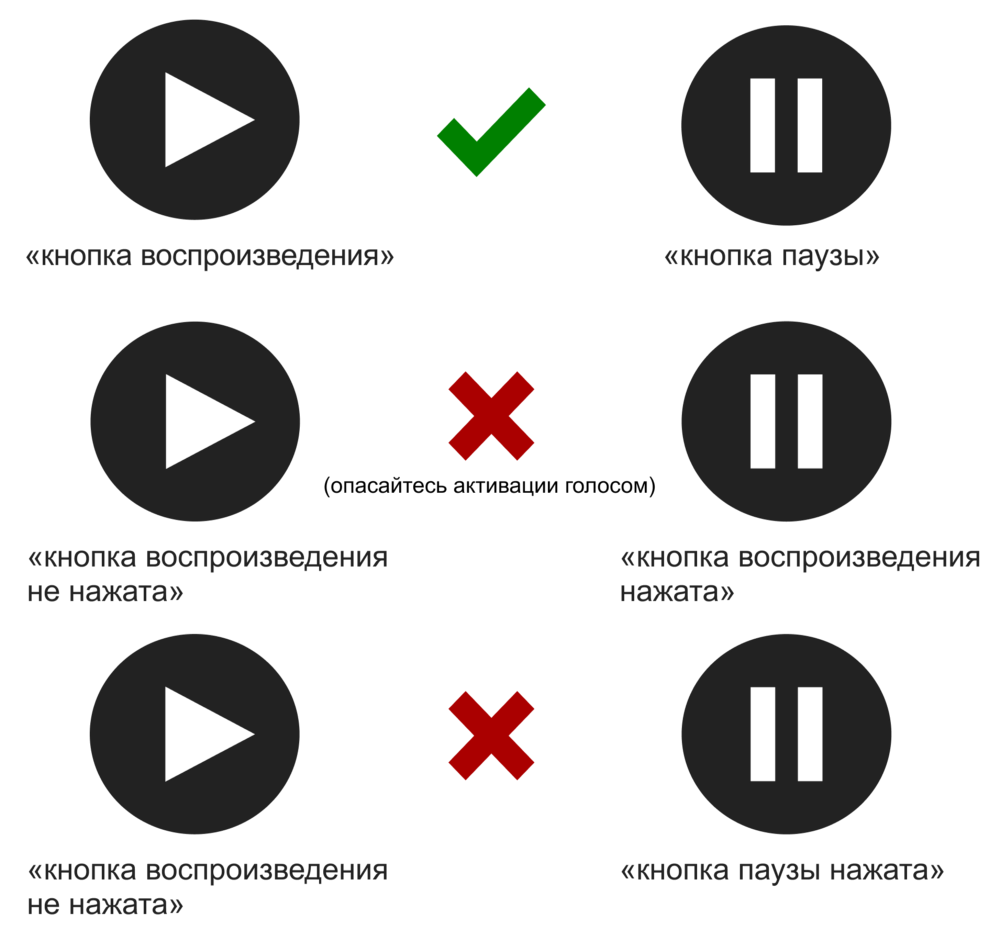 «кнопка воспроизведения»
«кнопка паузы»
(опасайтесь активации голосом)
«кнопка воспроизведения
не нажата»
«кнопка воспроизведения
нажата»
«кнопка воспроизведения
не нажата»
«кнопка паузы нажата»